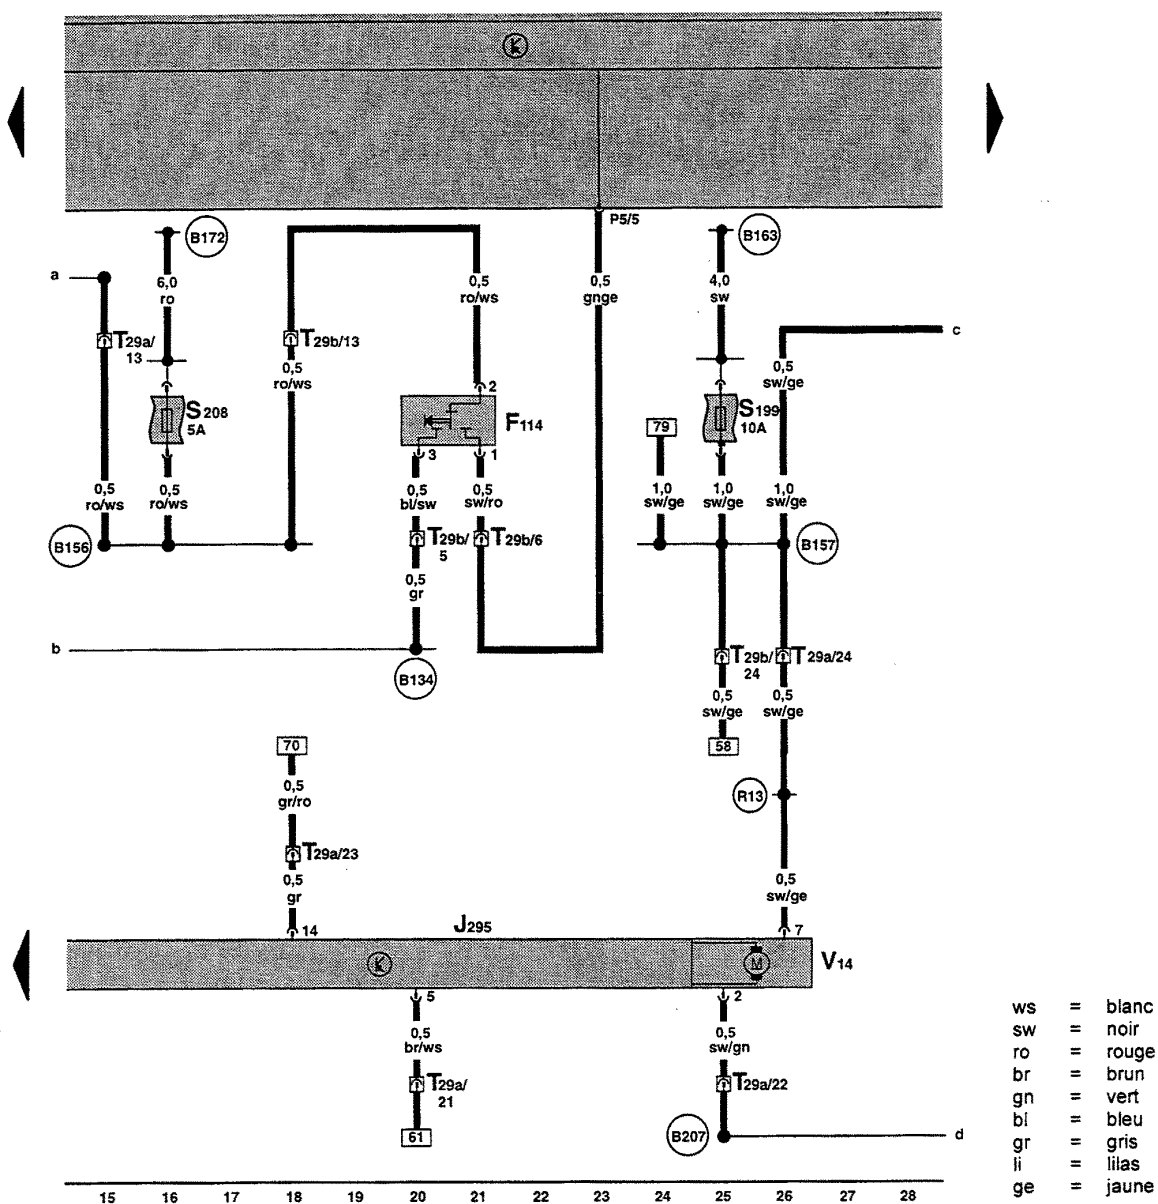 K
P5/5
B172
B163
a
6,0
ro
0,5
ro/ws
0,5
gnge
4,0
sw
c
T29a/
13
T29b/13
0,5
ro/ws
0,5
sw/ge
2
S208
5A
F114
79
S199
10A
3
1
0,5
ro/ws
0,5
ro/ws
0,5
bl/sw
0,5
sw/ro
1,0
sw/ge
1,0
sw/ge
1,0
sw/ge
B156
T29b/
5
T29b/6
B157
0,5
gr
b
B134
T29b/
24
T29a/24
0,5
sw/ge
0,5
sw/ge
70
58
0,5
gr/ro
R13
T29a/23
0,5
gr
0,5
sw/ge
14
J295
7
K
M
V14
5
2
0,5
br/ws
0,5
sw/gn
T29a/
21
T29a/22
61
B207
d
ws = blanc
sw = noir
ro = rouge
br = brun
gn = vert
bl = bleu
gr = gris
li = lilas
ge = jaune
15 16 17 18 19 20 21 22 23 24 25 26 27 28